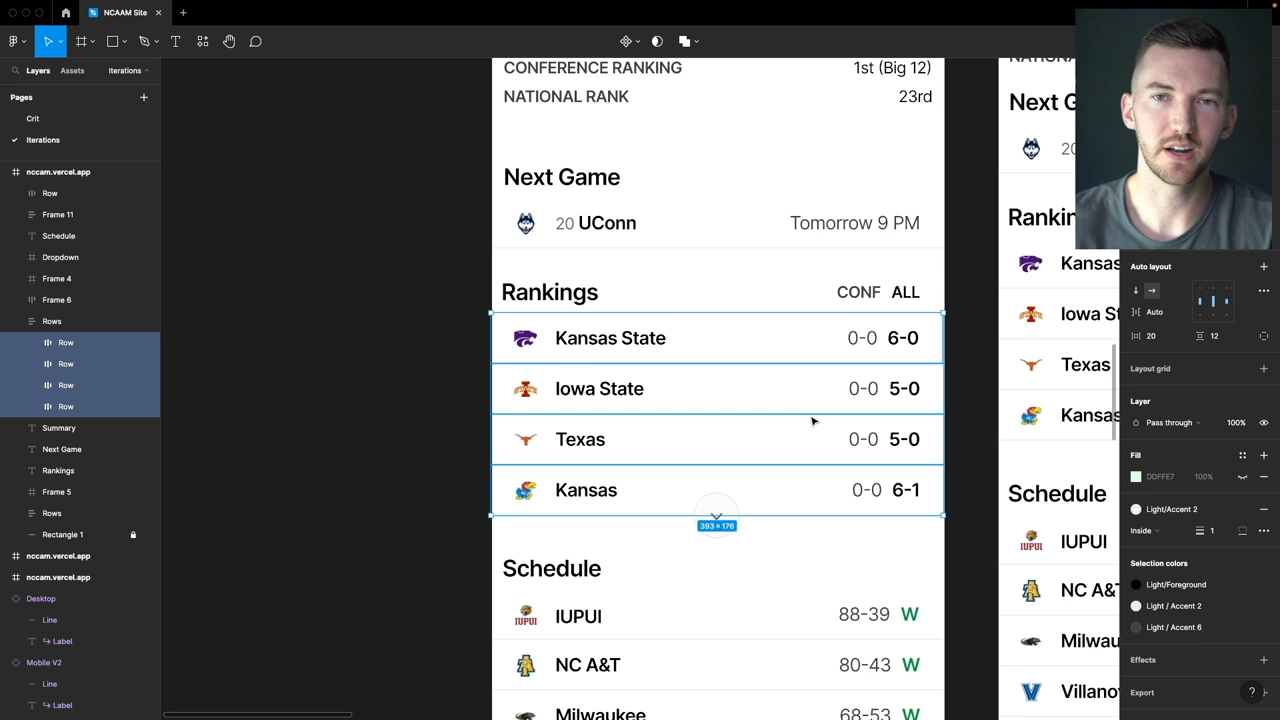 NCAAM Site
Layers
Assets
Iterations
Pages
Crit
Iterations
nccam.vercel.app
Row
Frame 11
Schedule
Dropdown
Frame 4
Frame 6
Rows
Row
Row
Row
Row
Summary
Next Game
Rankings
Frame 5
Rows
Rectangle 1
nccam.vercel.app
nccam.vercel.app
Desktop
Line
Label
Mobile V2
Line
Label
CONFERENCE RANKING 1st (Big 12)
NATIONAL RANK 23rd
Next Game
20 UConn Tomorrow 9 PM
Rankings CONF ALL
Kansas State 0-0 6-0
Iowa State 0-0 5-0
Texas 0-0 5-0
Kansas 0-0 6-1
393 × 176
Schedule
IUPUI
IUPUI 88-39 W
NC A&T 80-43 W
Milwaukee 68-53 W
Next G
20
Rankin
Kansas
Iowa St
Texas
Kansas
Schedule
IUPUI
IUPUI
NC A&T
Milwau
Villano
Auto layout
Auto
20
12
Layout grid
Layer
Pass through
100%
Fill
DDFFE7
100%
Light/Accent 2
Inside
1
Selection colors
Light/Foreground
Light / Accent 2
Light / Accent 6
Effects
Export
?